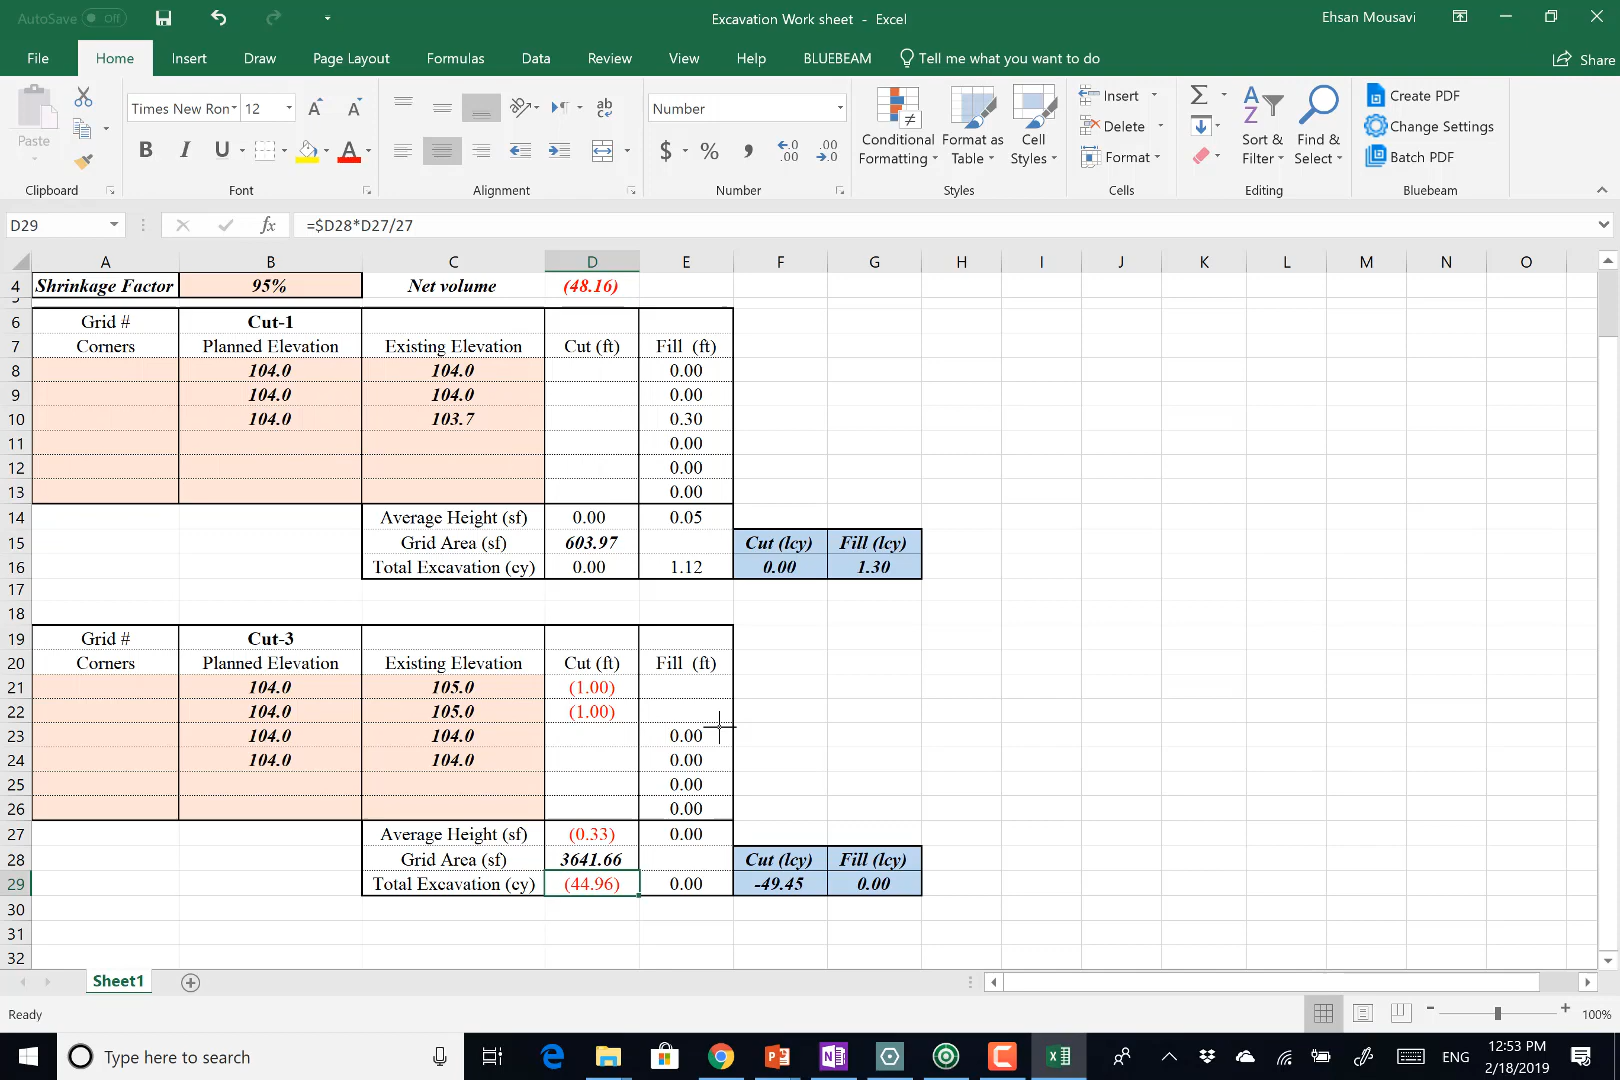 AutoSave Off
Excavation Work sheet - Excel
Ehsan Mousavi
File Home Insert Draw Page Layout Formulas Data Review View Help BLUEBEAM Tell me what you want to do Share
Paste
Times New Ron 12
Number
Conditional Formatting
Format as Table
Cell Styles
Insert
Delete
Format
Sort & Filter
Find & Select
Create PDF
Change Settings
Batch PDF
Clipboard Font Alignment Number Styles Cells Editing Bluebeam
D29 fx =$D28*D27/27
A B C D E F G H I J K L M N O
4 Shrinkage Factor 95% Net volume (48.16)
5
6 Grid # Cut-1
7 Corners Planned Elevation Existing Elevation Cut (ft) Fill (ft)
8 104.0 104.0 0.00
9 104.0 104.0 0.00
10 104.0 103.7 0.30
11 0.00
12 0.00
13 0.00
14 Average Height (sf) 0.00 0.05
15 Grid Area (sf) 603.97 Cut (lcy) Fill (lcy)
16 Total Excavation (cy) 0.00 1.12 0.00 1.30
17
18
19 Grid # Cut-3
20 Corners Planned Elevation Existing Elevation Cut (ft) Fill (ft)
21 104.0 105.0 (1.00)
22 104.0 105.0 (1.00)
23 104.0 104.0 0.00
24 104.0 104.0 0.00
25 0.00
26 0.00
27 Average Height (sf) (0.33) 0.00
28 Grid Area (sf) 3641.66 Cut (lcy) Fill (lcy)
29 Total Excavation (cy) (44.96) 0.00 -49.45 0.00
30
31
32
Sheet1
Ready
100%
Type here to search
ENG
12:53 PM
2/18/2019